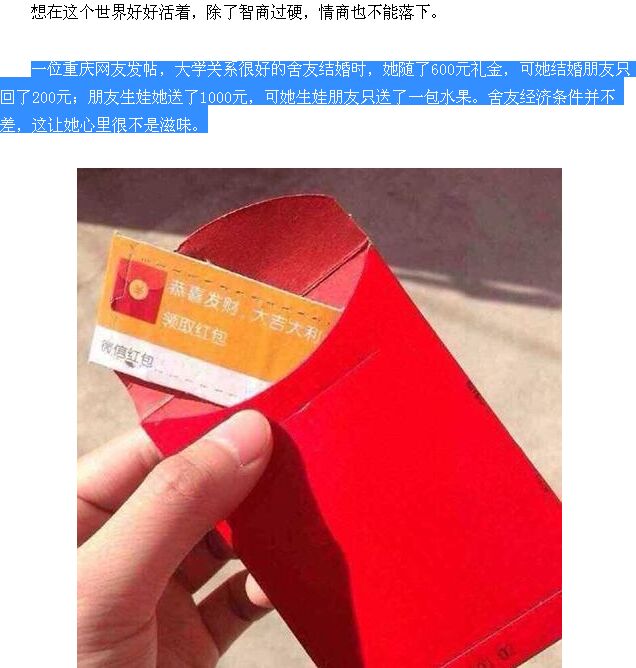 想在这个世界好好活着，除了智商过硬，情商也不能落下。
一位重庆网友发帖，大学关系很好的舍友结婚时，她随了600元礼金，可她结婚朋友只
回了200元；朋友生娃她送了1000元，可她生娃朋友只送了一包水果。舍友经济条件并不
差，这让她心里很不是滋味。
恭喜发财，大吉大利
领取红包
微信红包